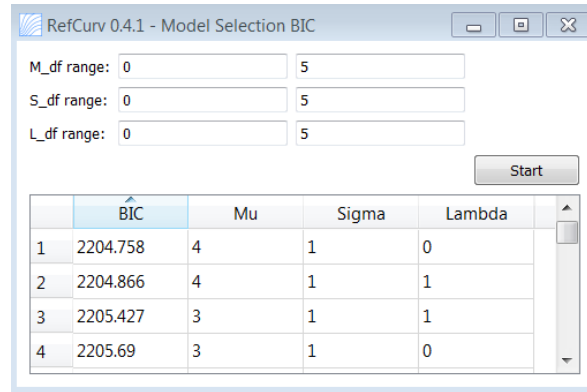 RefCurv 0.4.1 - Model Selection BIC
M_df range: 0 5
S_df range: 0 5
L_df range: 0 5
Start
BIC Mu Sigma Lambda
1 2204.758 4 1 0
2 2204.866 4 1 1
3 2205.427 3 1 1
4 2205.69 3 1 0